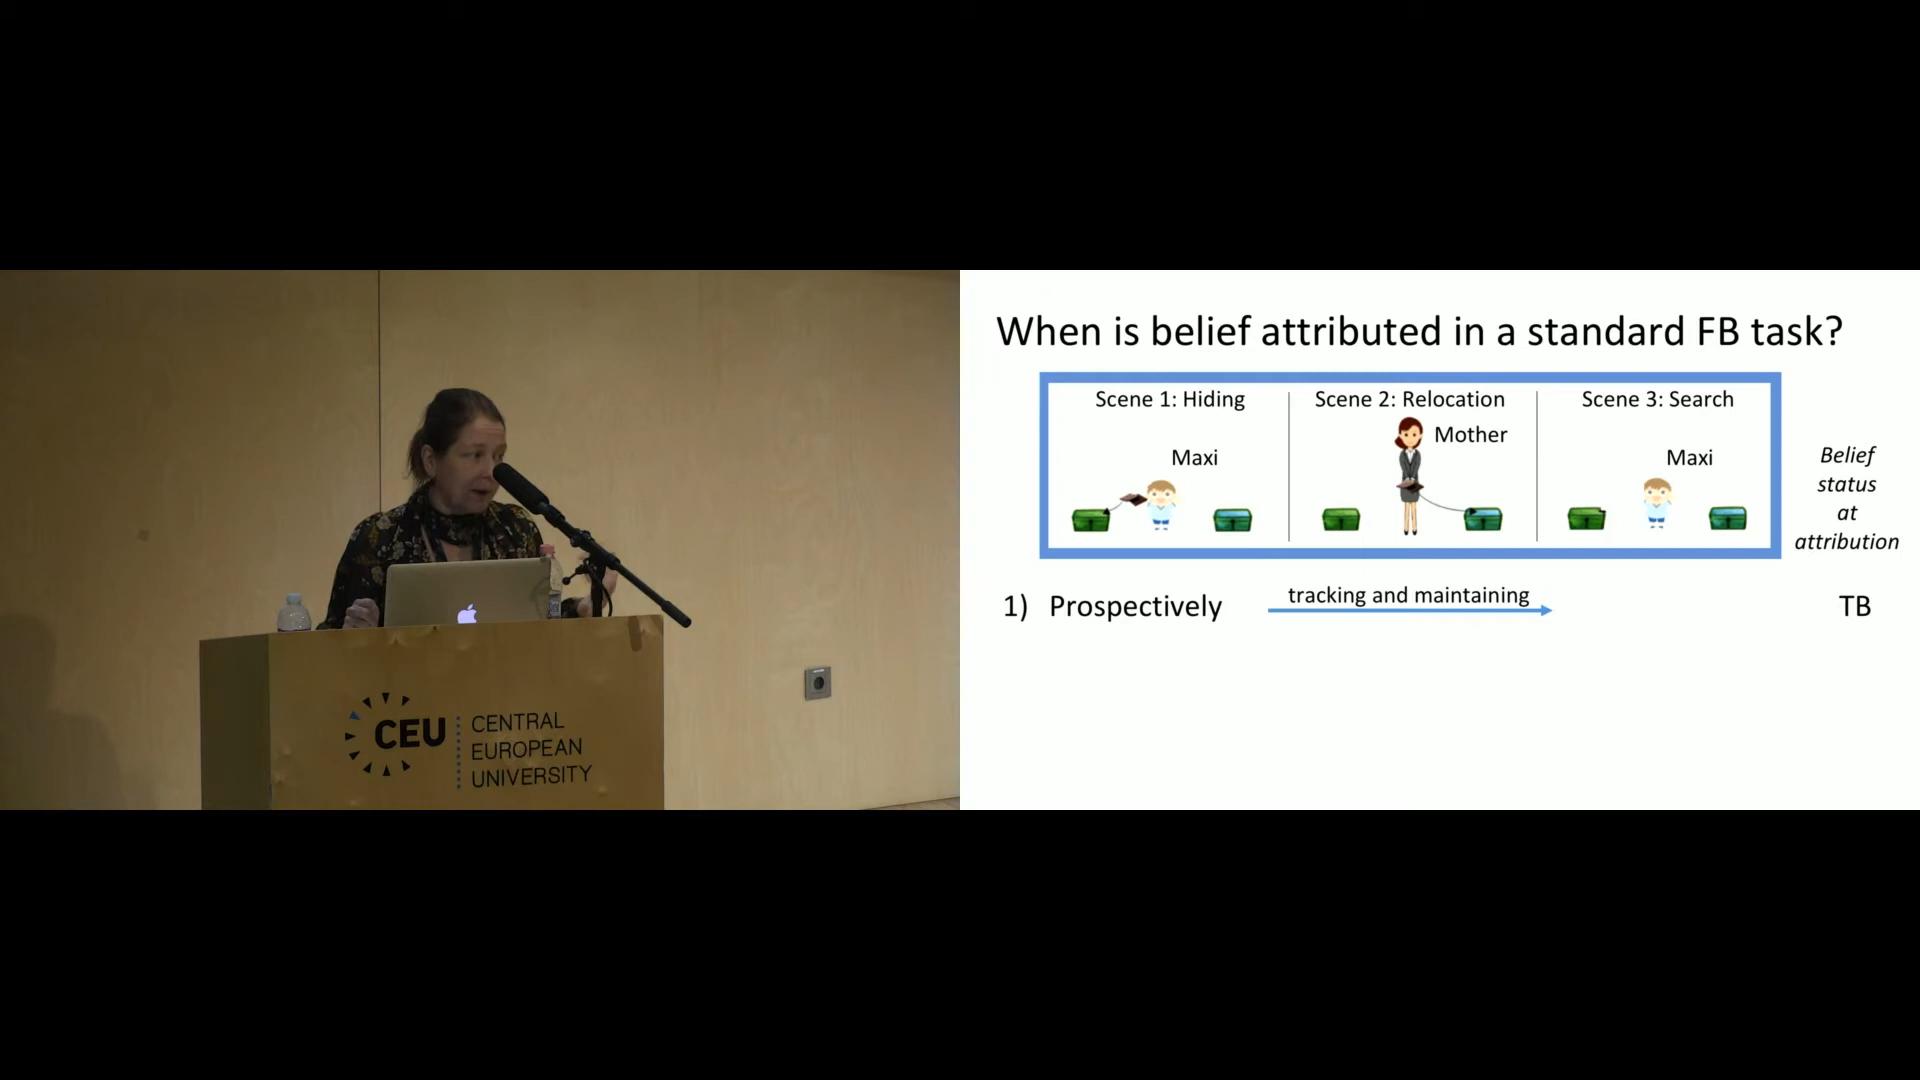 CEU
CENTRAL
EUROPEAN
UNIVERSITY
When is belief attributed in a standard FB task?
Scene 1: Hiding
Maxi
Scene 2: Relocation
Mother
Scene 3: Search
Maxi
Belief
status
at
attribution
1) Prospectively
tracking and maintaining
TB